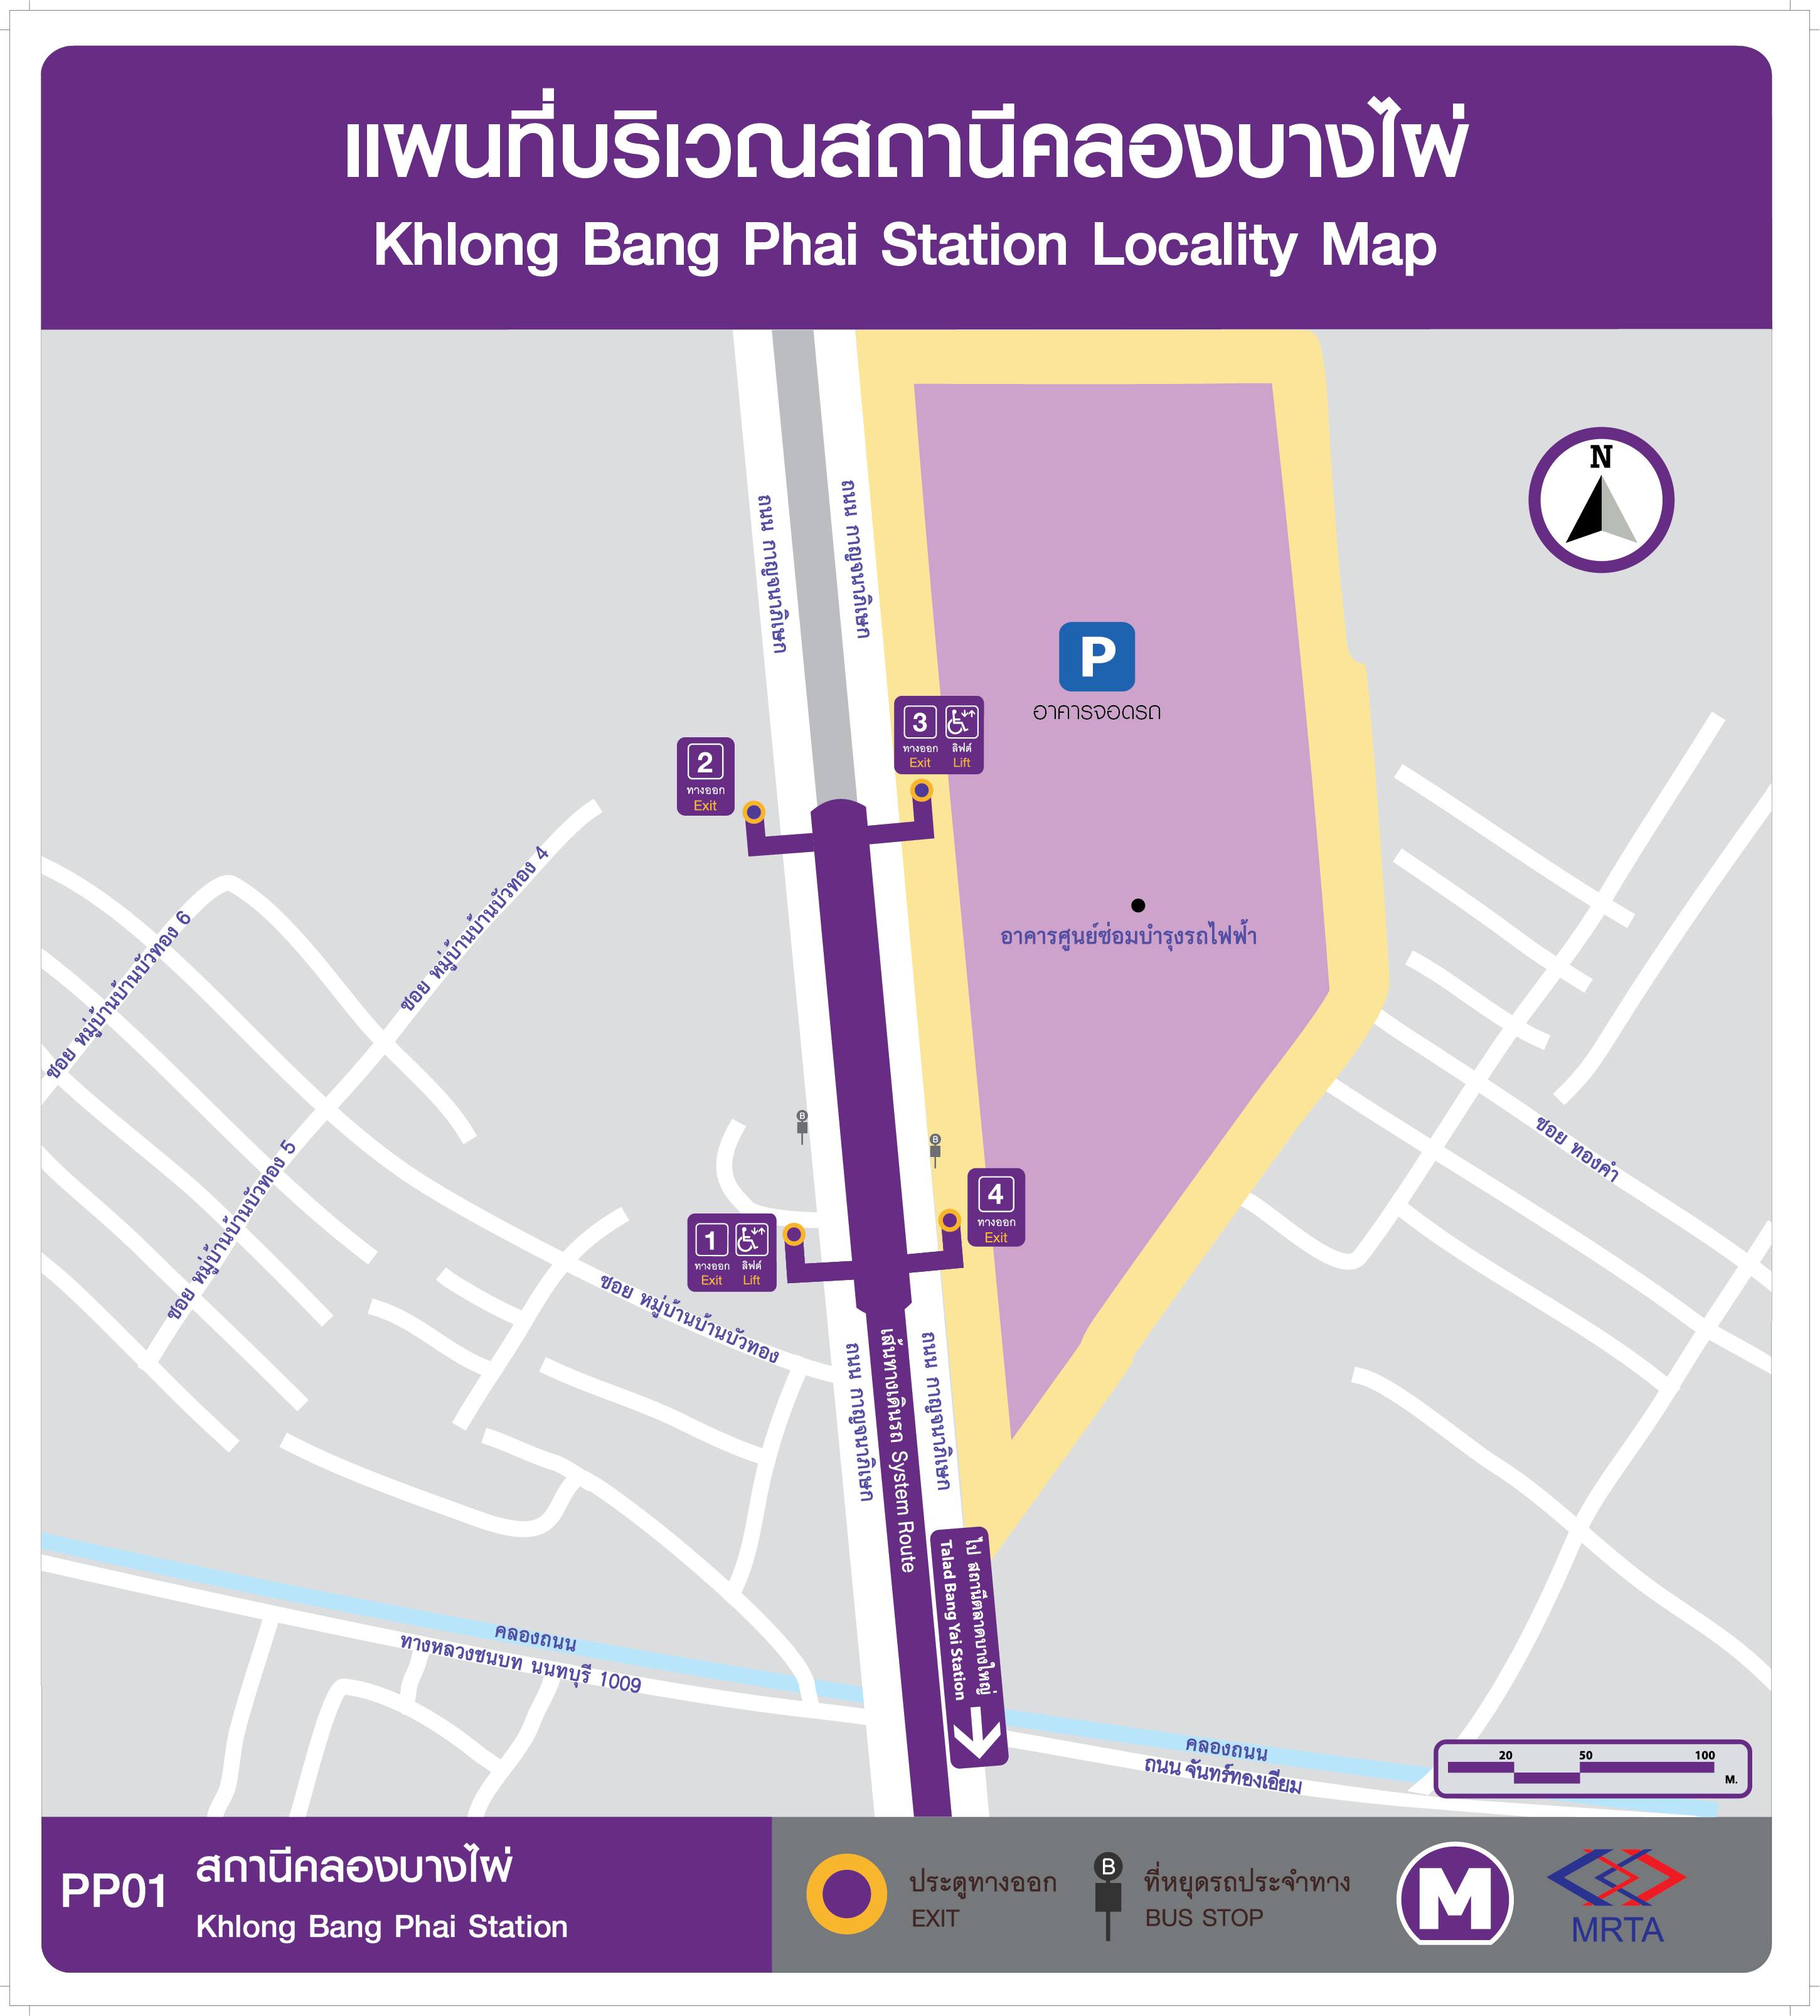 แผนที่บริเวณสถานีคลองบางไผ่
Khlong Bang Phai Station Locality Map
N
ถนน กาญจนาภิเษก
ถนน กาญจนาภิเษก
P
อาคารจอดรถ
2
ทางออก
Exit
3
ทางออก
Exit
ลิฟต์
Lift
อาคารศูนย์ซ่อมบำรุงรถไฟฟ้า
ซอย หมู่บ้านบ้านบัวทอง 6
ซอย หมู่บ้านบ้านบัวทอง 4
ซอย หมู่บ้านบ้านบัวทอง 5
ซอย ทองคำ
B
B
1
ทางออก
Exit
ลิฟต์
Lift
4
ทางออก
Exit
ซอย หมู่บ้านบ้านบัวทอง
ถนน กาญจนาภิเษก
เส้นทางเดินรถ System Route
ถนน กาญจนาภิเษก
ไป สถานีตลาดบางใหญ่
Talad Bang Yai Station
คลองถนน
ทางหลวงชนบท นนทบุรี 1009
คลองถนน
ถนน จันทร์ทองเอี่ยม
20 50 100
M.
PP01
สถานีคลองบางไผ่
Khlong Bang Phai Station
ประตูทางออก
EXIT
B
ที่หยุดรถประจำทาง
BUS STOP
M
MRTA